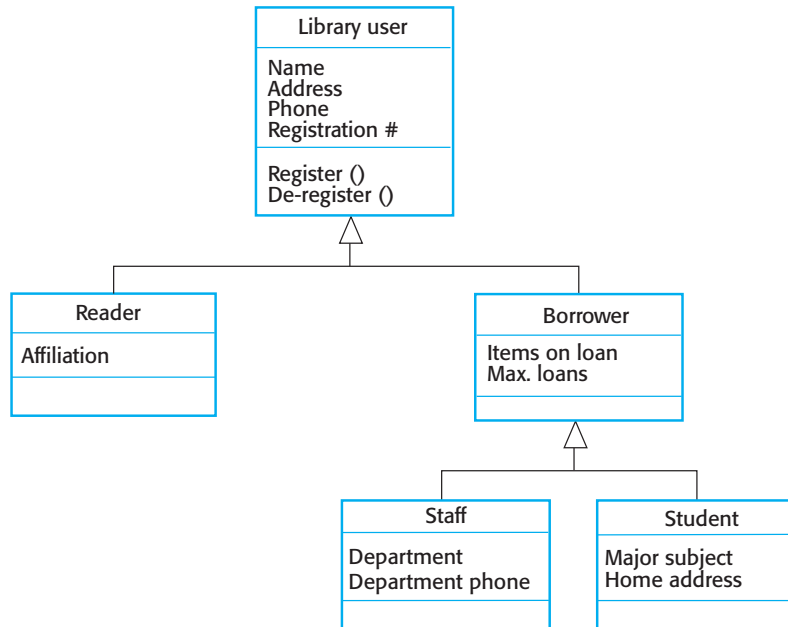 Library user
Name
Address
Phone
Registration #
Register ()
De-register ()
Reader
Affiliation
Borrower
Items on loan
Max. loans
Staff
Department
Department phone
Student
Major subject
Home address